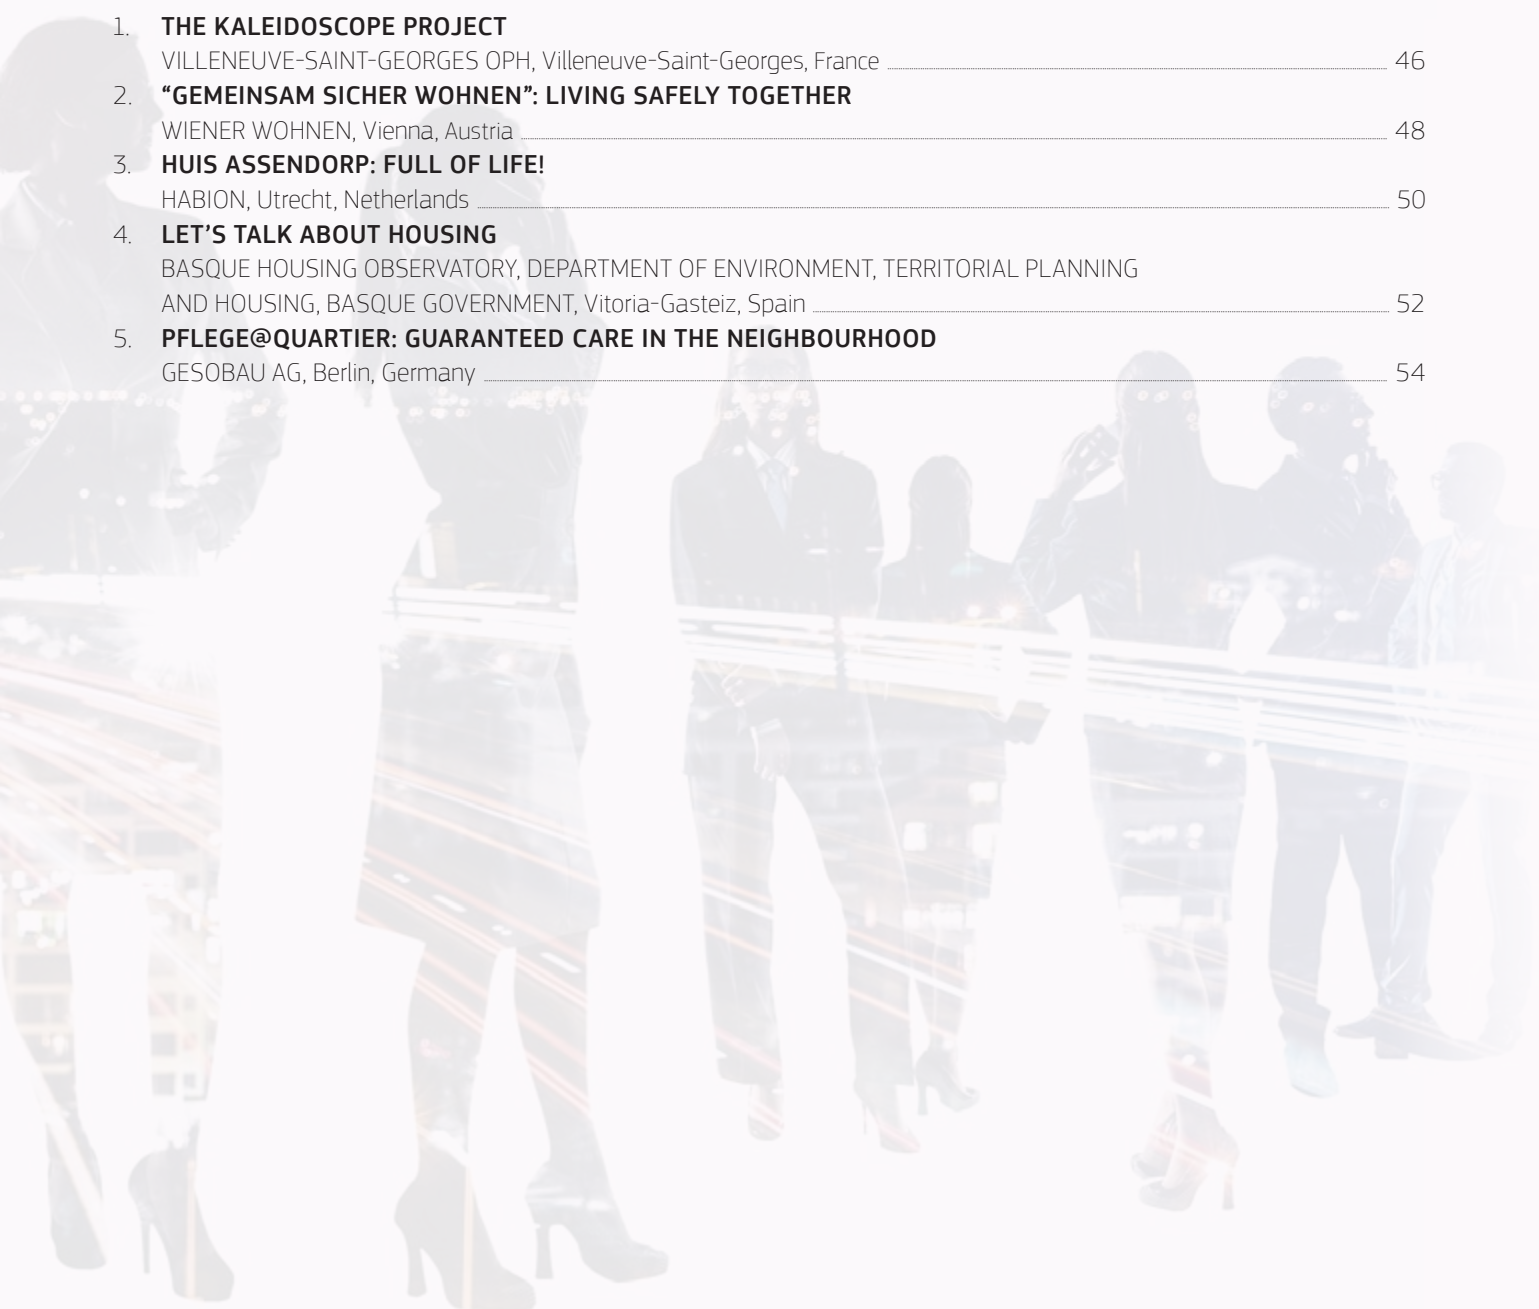 1. THE KALEIDOSCOPE PROJECT
VILLENEUVE-SAINT-GEORGES OPH, Villeneuve-Saint-Georges, France 46
2. “GEMEINSAM SICHER WOHNEN”: LIVING SAFELY TOGETHER
WIENER WOHNEN, Vienna, Austria 48
3. HUIS ASSENDORP: FULL OF LIFE!
HABION, Utrecht, Netherlands 50
4. LET’S TALK ABOUT HOUSING
BASQUE HOUSING OBSERVATORY, DEPARTMENT OF ENVIRONMENT, TERRITORIAL PLANNING
AND HOUSING, BASQUE GOVERNMENT, Vitoria-Gasteiz, Spain 52
5. PFLEGE@QUARTIER: GUARANTEED CARE IN THE NEIGHBOURHOOD
GESOBAU AG, Berlin, Germany 54